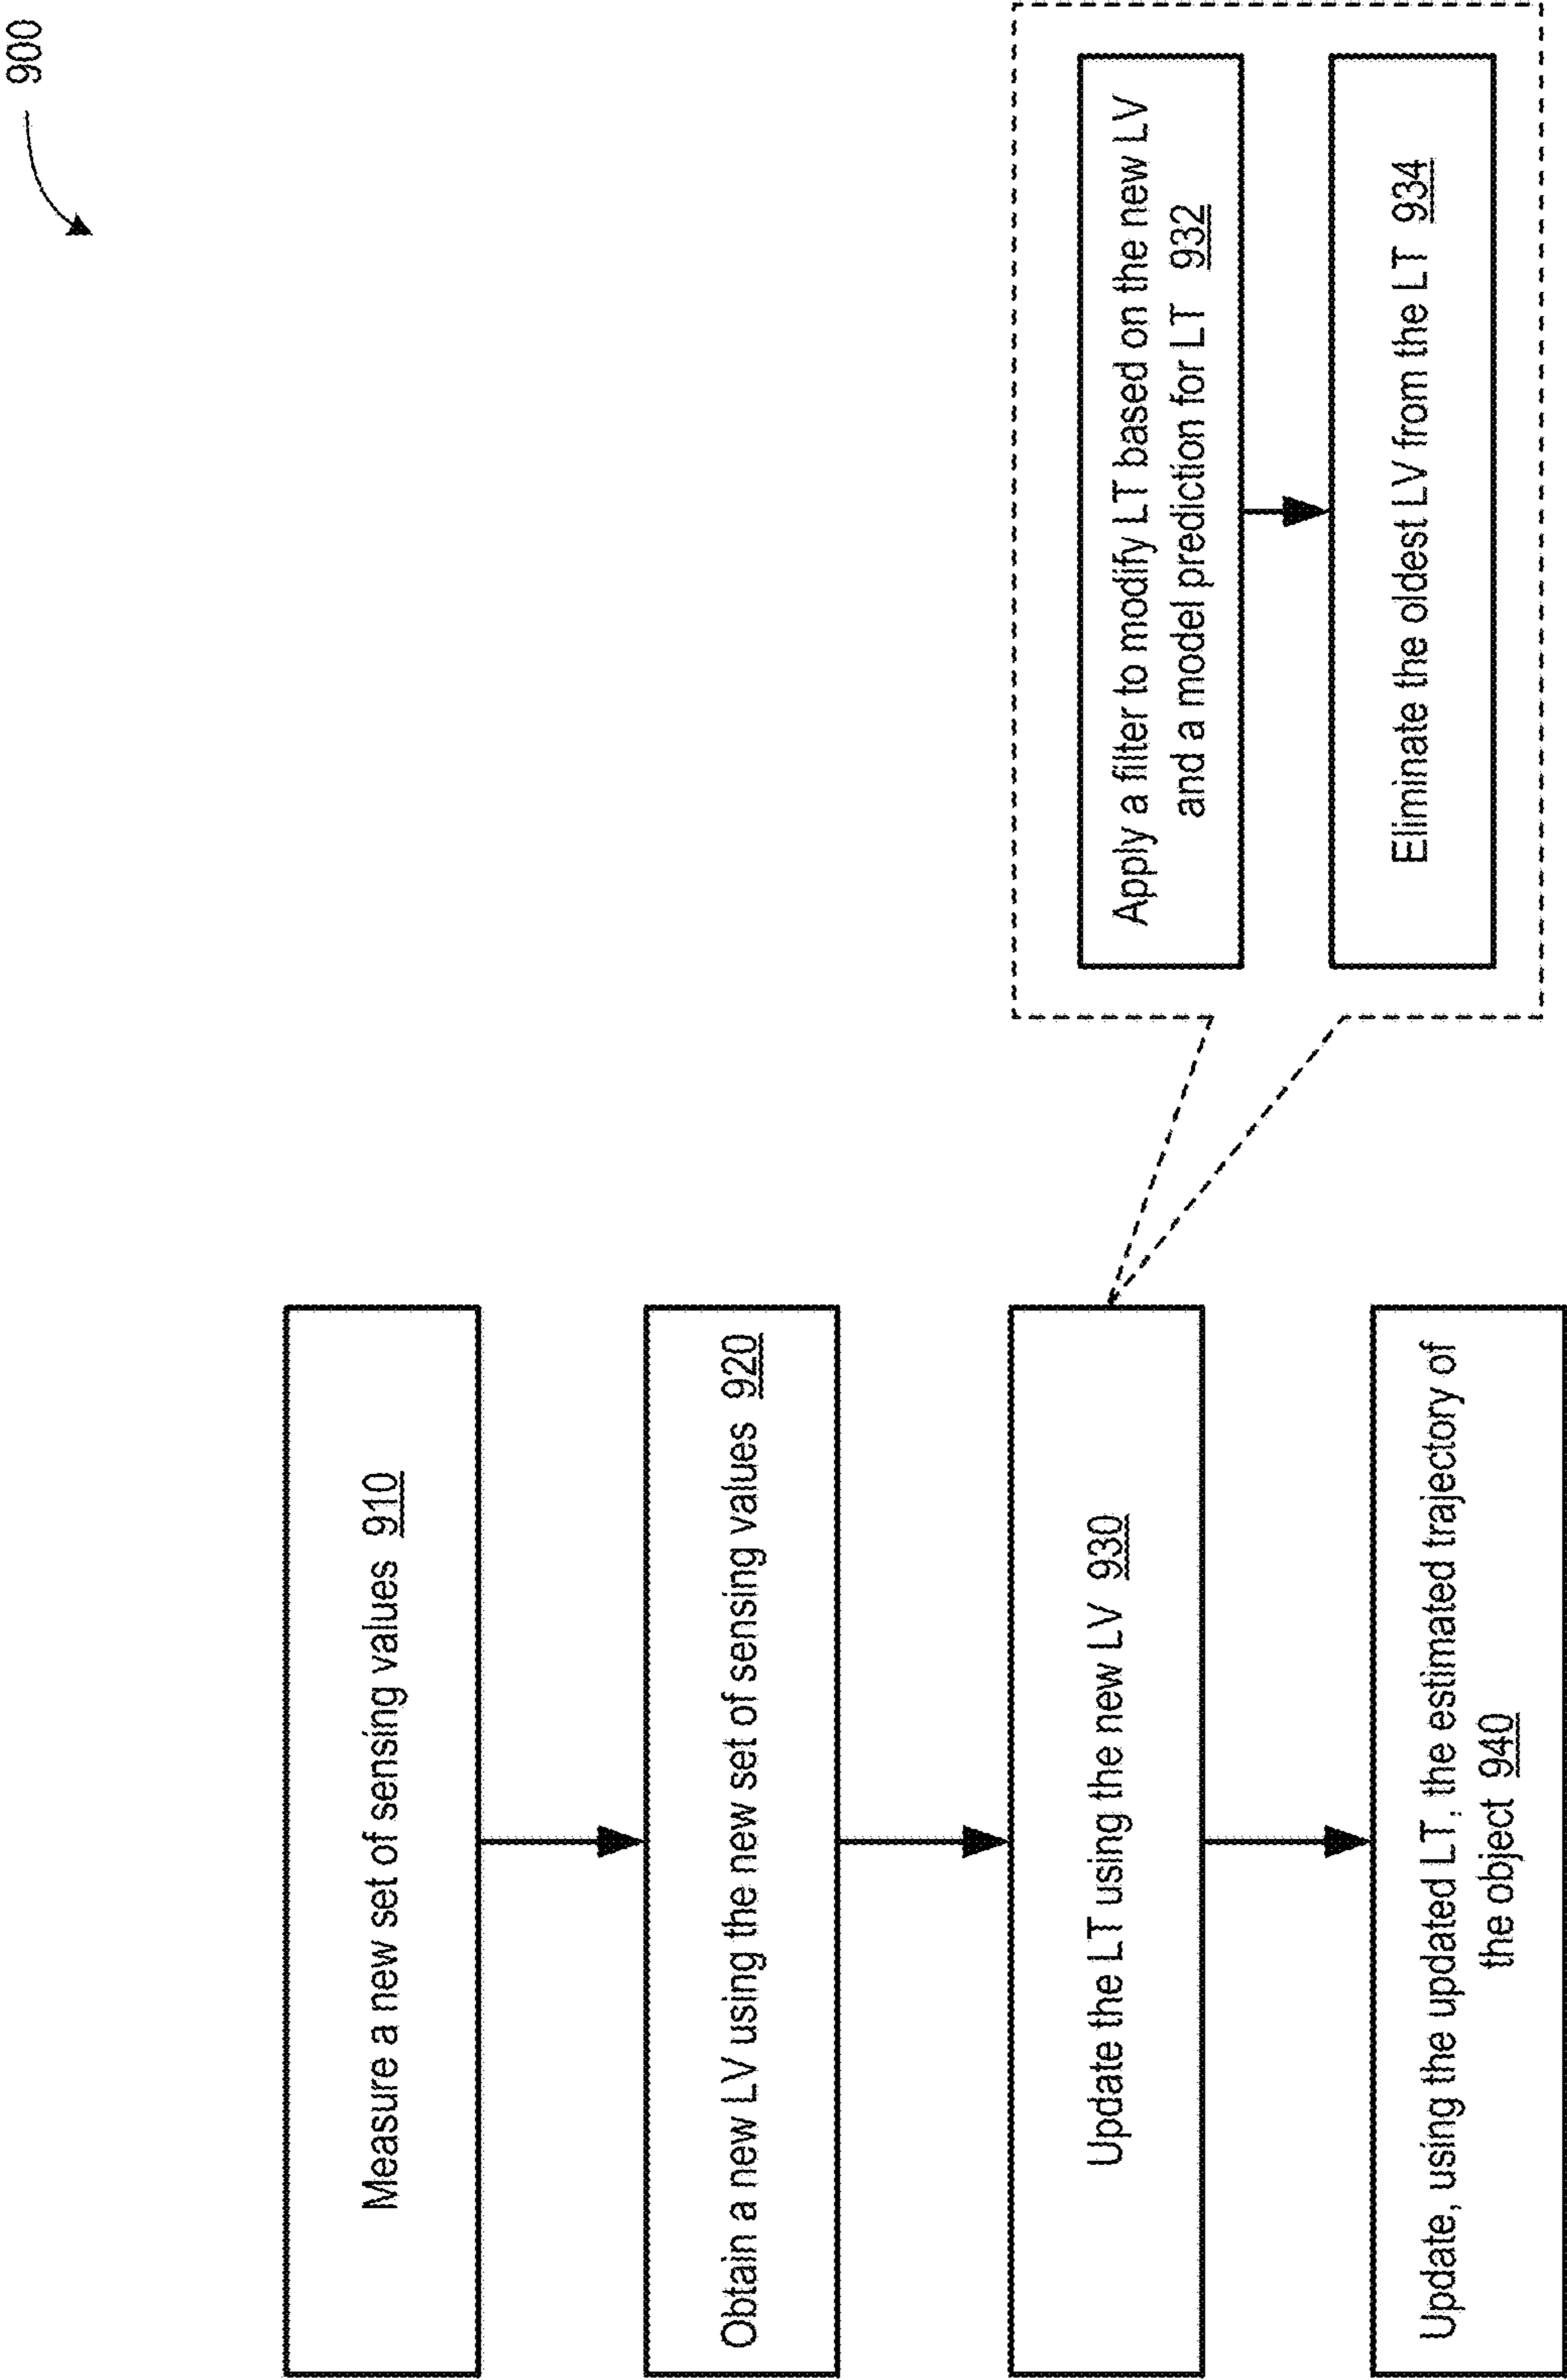 900
Measure a new set of sensing values 910
Obtain a new LV using the new set of sensing values 920
Update the LT using the new LV 930
Apply a filter to modify LT based on the new LV
and a model prediction for LT 932
Eliminate the oldest LV from the LT 934
Update, using the updated LT, the estimated trajectory of
the object 940